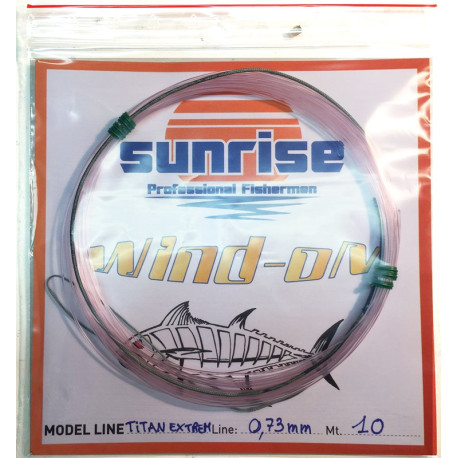 sunrise
Professional Fishermen
Wind-on
MODEL LINE TITAN EXTREM Line: 0,73mm Mt. 10